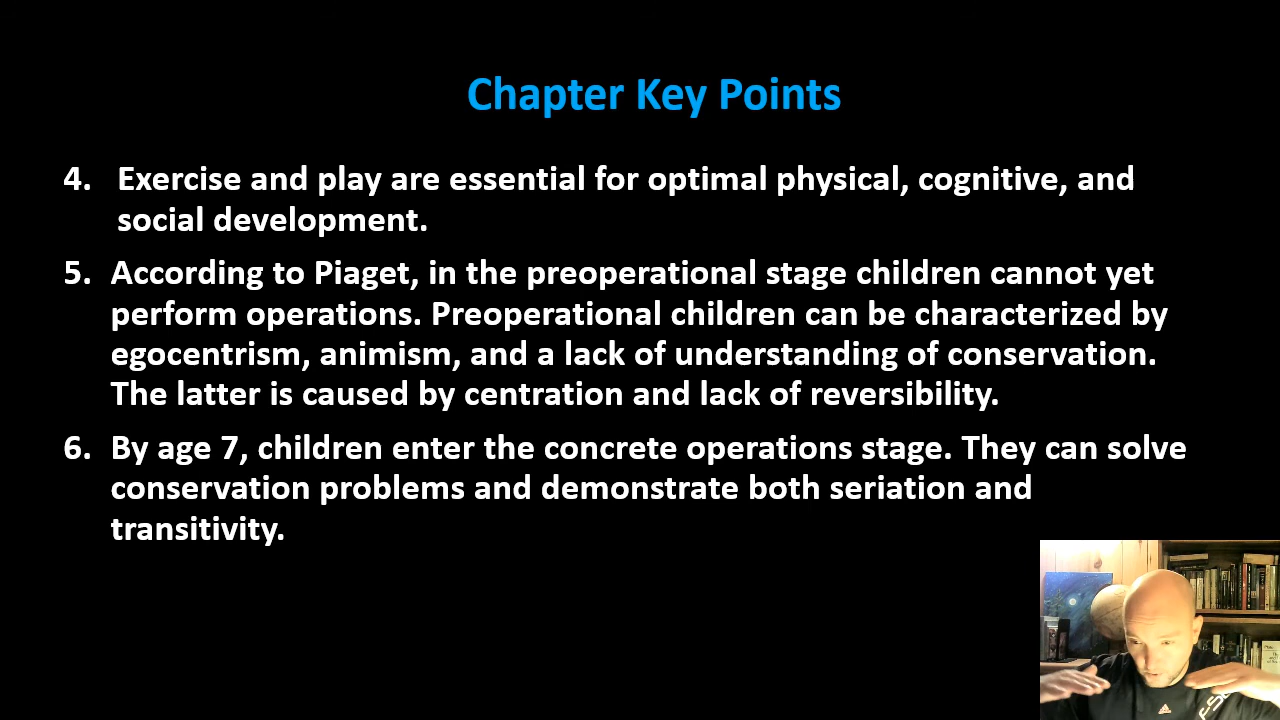 Chapter Key Points
4. Exercise and play are essential for optimal physical, cognitive, and
social development.
5. According to Piaget, in the preoperational stage children cannot yet
perform operations. Preoperational children can be characterized by
egocentrism, animism, and a lack of understanding of conservation.
The latter is caused by centration and lack of reversibility.
6. By age 7, children enter the concrete operations stage. They can solve
conservation problems and demonstrate both seriation and
transitivity.